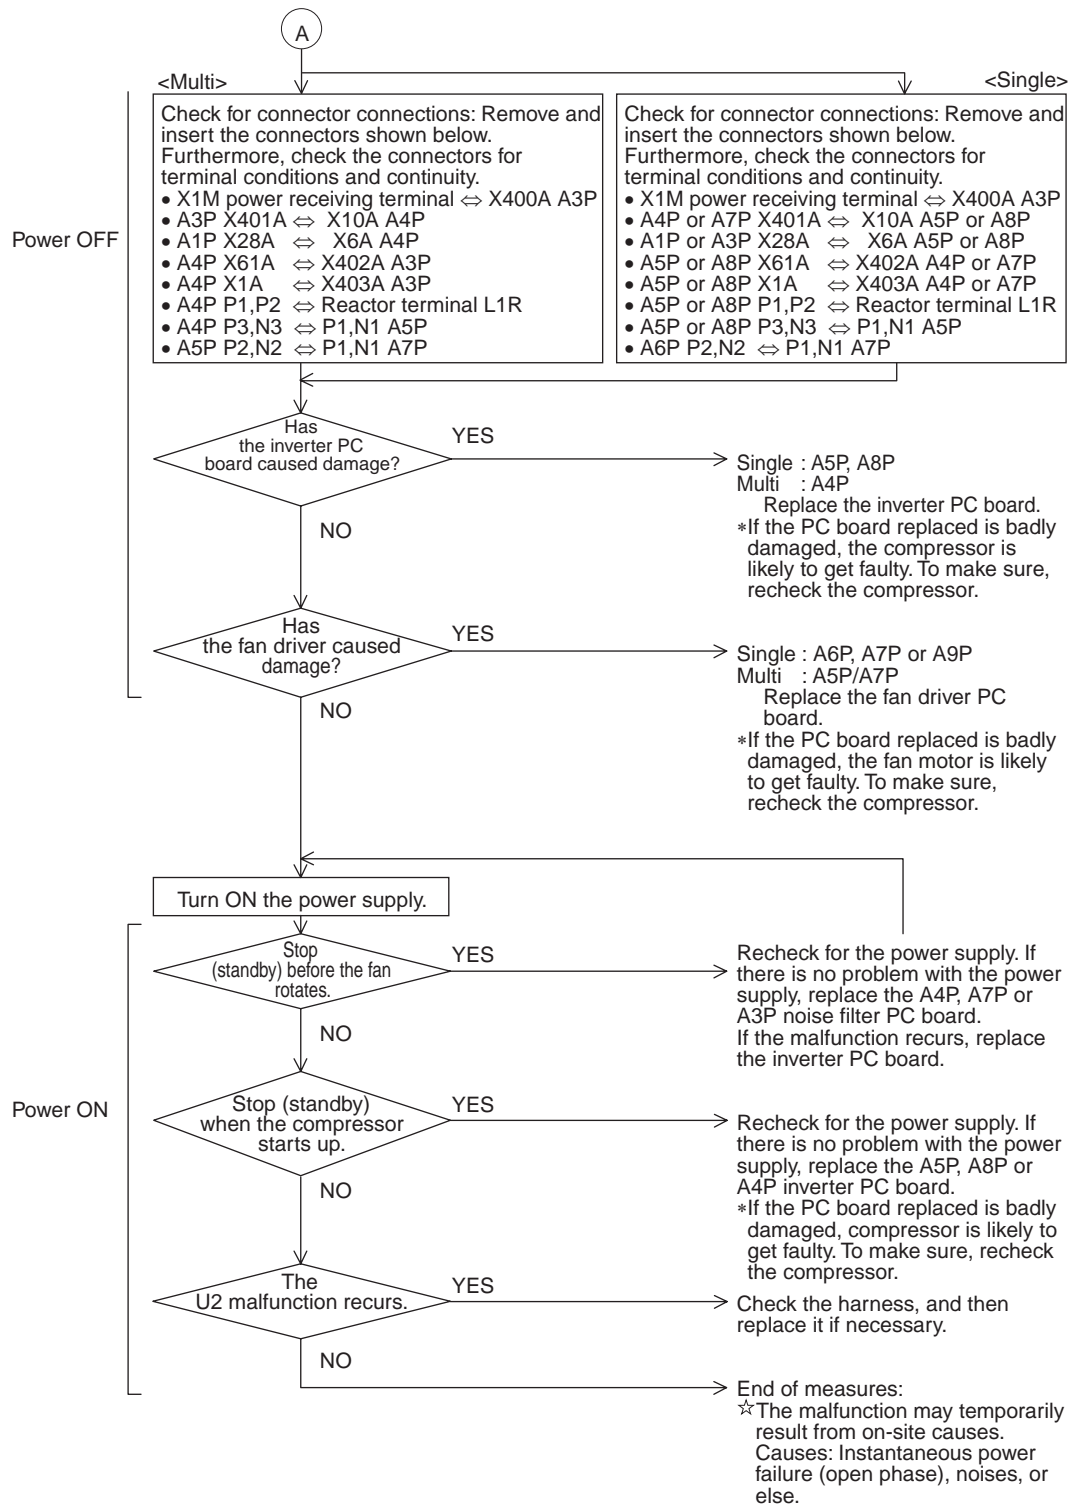 A
<Multi>
<Single>
Check for connector connections: Remove and
insert the connectors shown below.
Furthermore, check the connectors for
terminal conditions and continuity.
• X1M power receiving terminal ⇔ X400A A3P
• A3P X401A ⇔ X10A A4P
• A1P X28A ⇔ X6A A4P
• A4P X61A ⇔ X402A A3P
• A4P X1A ⇔ X403A A3P
• A4P P1,P2 ⇔ Reactor terminal L1R
• A4P P3,N3 ⇔ P1,N1 A5P
• A5P P2,N2 ⇔ P1,N1 A7P
Check for connector connections: Remove and
insert the connectors shown below.
Furthermore, check the connectors for
terminal conditions and continuity.
• X1M power receiving terminal ⇔ X400A A3P
• A4P or A7P X401A ⇔ X10A A5P or A8P
• A1P or A3P X28A ⇔ X6A A5P or A8P
• A5P or A8P X61A ⇔ X402A A4P or A7P
• A5P or A8P X1A ⇔ X403A A4P or A7P
• A5P or A8P P1,P2 ⇔ Reactor terminal L1R
• A5P or A8P P3,N3 ⇔ P1,N1 A5P
• A6P P2,N2 ⇔ P1,N1 A7P
Power OFF
Has
the inverter PC
board caused damage?
YES
NO
Single : A5P, A8P
Multi : A4P
Replace the inverter PC board.
*If the PC board replaced is badly
damaged, the compressor is
likely to get faulty. To make sure,
recheck the compressor.
Has
the fan driver caused
damage?
YES
NO
Single : A6P, A7P or A9P
Multi : A5P/A7P
Replace the fan driver PC
board.
*If the PC board replaced is badly
damaged, the fan motor is likely
to get faulty. To make sure,
recheck the compressor.
Turn ON the power supply.
Power ON
Stop
(standby) before the fan
rotates.
YES
NO
Recheck for the power supply. If
there is no problem with the power
supply, replace the A4P, A7P or
A3P noise filter PC board.
If the malfunction recurs, replace
the inverter PC board.
Stop (standby)
when the compressor
starts up.
YES
NO
Recheck for the power supply. If
there is no problem with the power
supply, replace the A5P, A8P or
A4P inverter PC board.
*If the PC board replaced is badly
damaged, compressor is likely to
get faulty. To make sure, recheck
the compressor.
The
U2 malfunction recurs.
YES
NO
Check the harness, and then
replace it if necessary.
End of measures:
☆The malfunction may temporarily
result from on-site causes.
Causes: Instantaneous power
failure (open phase), noises, or
else.